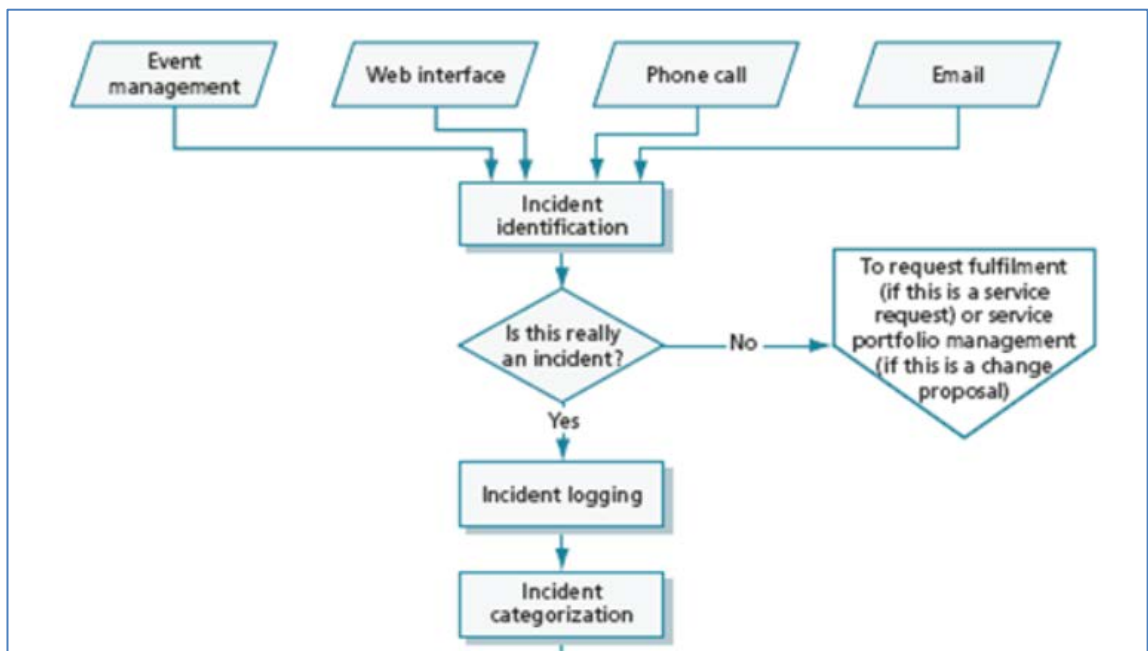 Event
management
Web interface
Phone call
Email
Incident
identification
To request fulfilment
(if this is a service
request) or service
portfolio management
(if this is a change
proposal)
Is this really
an incident?
No
Yes
Incident logging
Incident
categorization